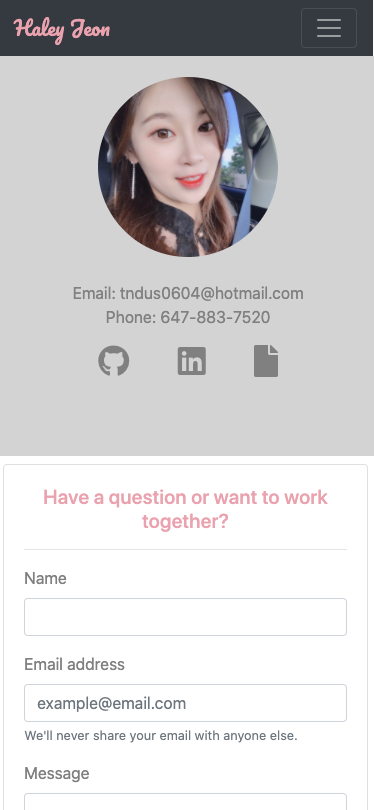 Haley Jeon
Email: tndus0604@hotmail.com
Phone: 647-883-7520
in
Have a question or want to work
together?
Name
Email address
example@email.com
We'll never share your email with anyone else.
Message